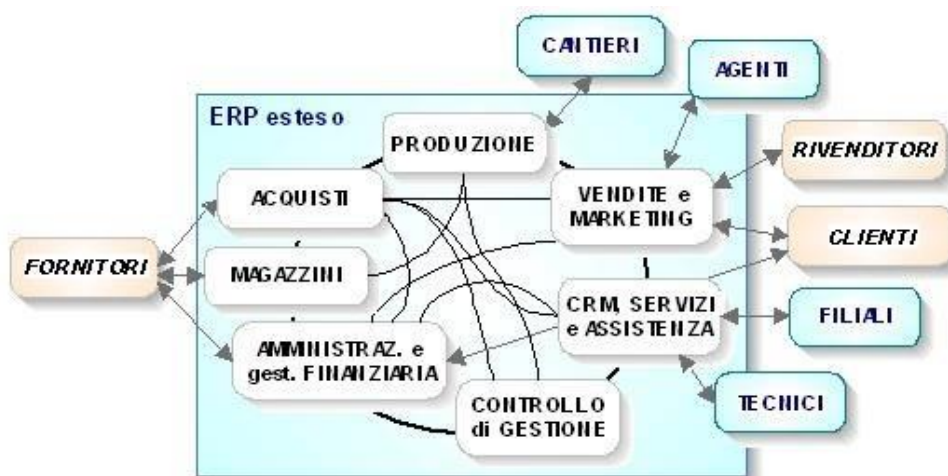 CANTIERI
AGENTI
ERP esteso
PRODUZIONE
RIVENDITORI
ACQUISTI
VENDITE e
MARKETING
CLIENTI
FORNITORI
MAGAZZINI
CRM, SERVIZI
e ASSISTENZA
FILIALI
AMMINISTRAZ. e
gest. FINANZIARIA
CONTROLLO
di GESTIONE
TECNICI